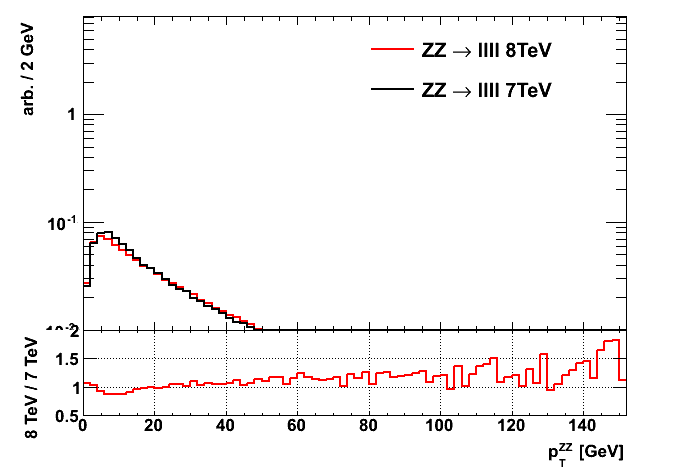 arb. / 2 GeV
ZZ → llll 8TeV
ZZ → llll 7TeV
1
10⁻¹
8 TeV / 7 TeV
2
1.5
1
0.5
0 20 40 60 80 100 120 140
p_T^ZZ [GeV]